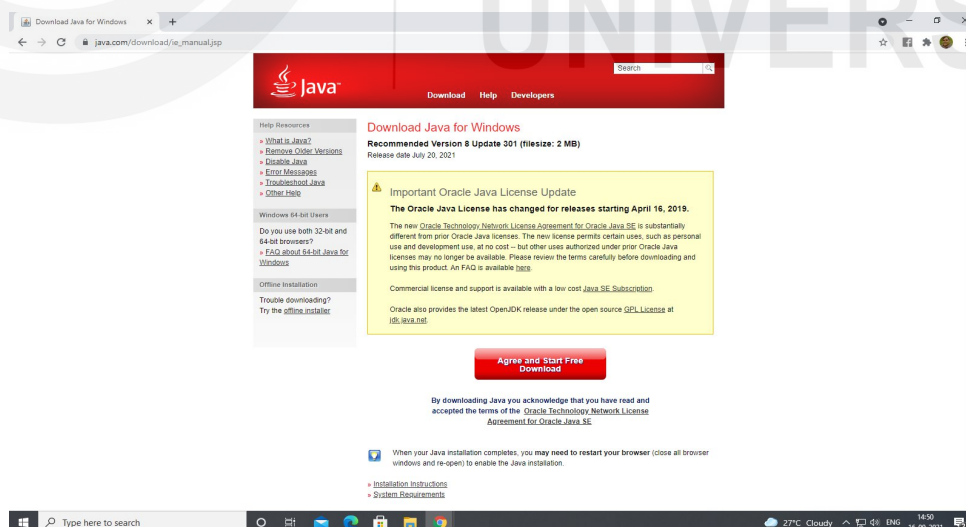 Download Java for Windows
java.com/download/ie_manual.jsp
UNIVERS
Java
Search
Download Help Developers
Help Resources
» What is Java?
» Remove Older Versions
» Disable Java
» Error Messages
» Troubleshoot Java
» Other Help
Windows 64-bit Users
Do you use both 32-bit and
64-bit browsers?
» FAQ about 64-bit Java for
Windows
Offline Installation
Trouble downloading?
Try the offline installer
Download Java for Windows
Recommended Version 8 Update 301 (filesize: 2 MB)
Release date July 20, 2021
Important Oracle Java License Update
The Oracle Java License has changed for releases starting April 16, 2019.
The new Oracle Technology Network License Agreement for Oracle Java SE is substantially
different from prior Oracle Java licenses. The new license permits certain uses, such as personal
use and development use, at no cost -- but other uses authorized under prior Oracle Java
licenses may no longer be available. Please review the terms carefully before downloading and
using this product. An FAQ is available here.
Commercial license and support is available with a low cost Java SE Subscription.
Oracle also provides the latest OpenJDK release under the open source GPL License at
jdk.java.net.
Agree and Start Free
Download
By downloading Java you acknowledge that you have read and
accepted the terms of the Oracle Technology Network License
Agreement for Oracle Java SE
When your Java installation completes, you may need to restart your browser (close all browser
windows and re-open) to enable the Java installation.
» Installation Instructions
» System Requirements
Type here to search
27°C Cloudy
ENG
14:50
16-09-2021